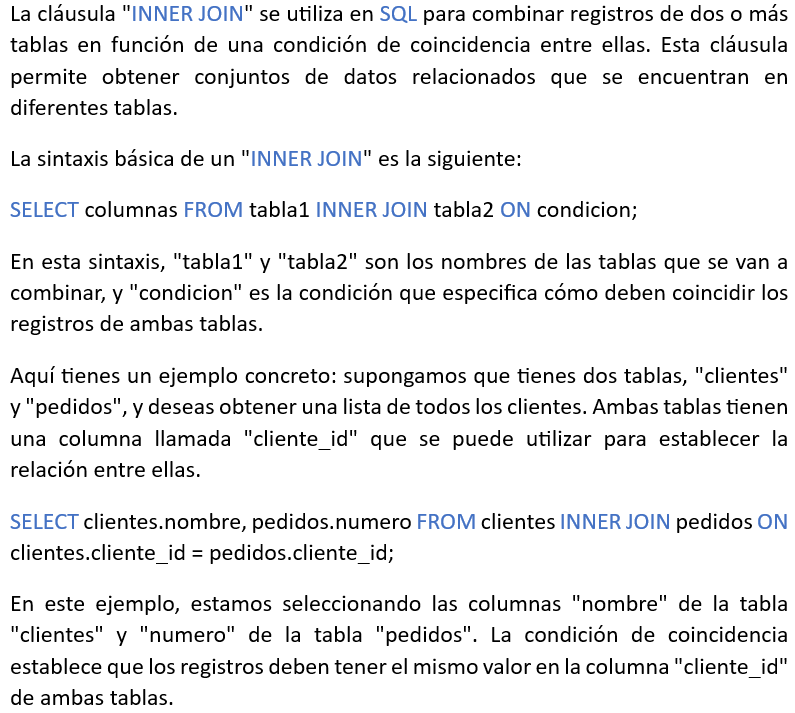 La cláusula "INNER JOIN" se utiliza en SQL para combinar registros de dos o más
tablas en función de una condición de coincidencia entre ellas. Esta cláusula
permite obtener conjuntos de datos relacionados que se encuentran en
diferentes tablas.
La sintaxis básica de un "INNER JOIN" es la siguiente:
SELECT columnas FROM tabla1 INNER JOIN tabla2 ON condicion;
En esta sintaxis, "tabla1" y "tabla2" son los nombres de las tablas que se van a
combinar, y "condicion" es la condición que especifica cómo deben coincidir los
registros de ambas tablas.
Aquí tienes un ejemplo concreto: supongamos que tienes dos tablas, "clientes"
y "pedidos", y deseas obtener una lista de todos los clientes. Ambas tablas tienen
una columna llamada "cliente_id" que se puede utilizar para establecer la
relación entre ellas.
SELECT clientes.nombre, pedidos.numero FROM clientes INNER JOIN pedidos ON
clientes.cliente_id = pedidos.cliente_id;
En este ejemplo, estamos seleccionando las columnas "nombre" de la tabla
"clientes" y "numero" de la tabla "pedidos". La condición de coincidencia
establece que los registros deben tener el mismo valor en la columna "cliente_id"
de ambas tablas.